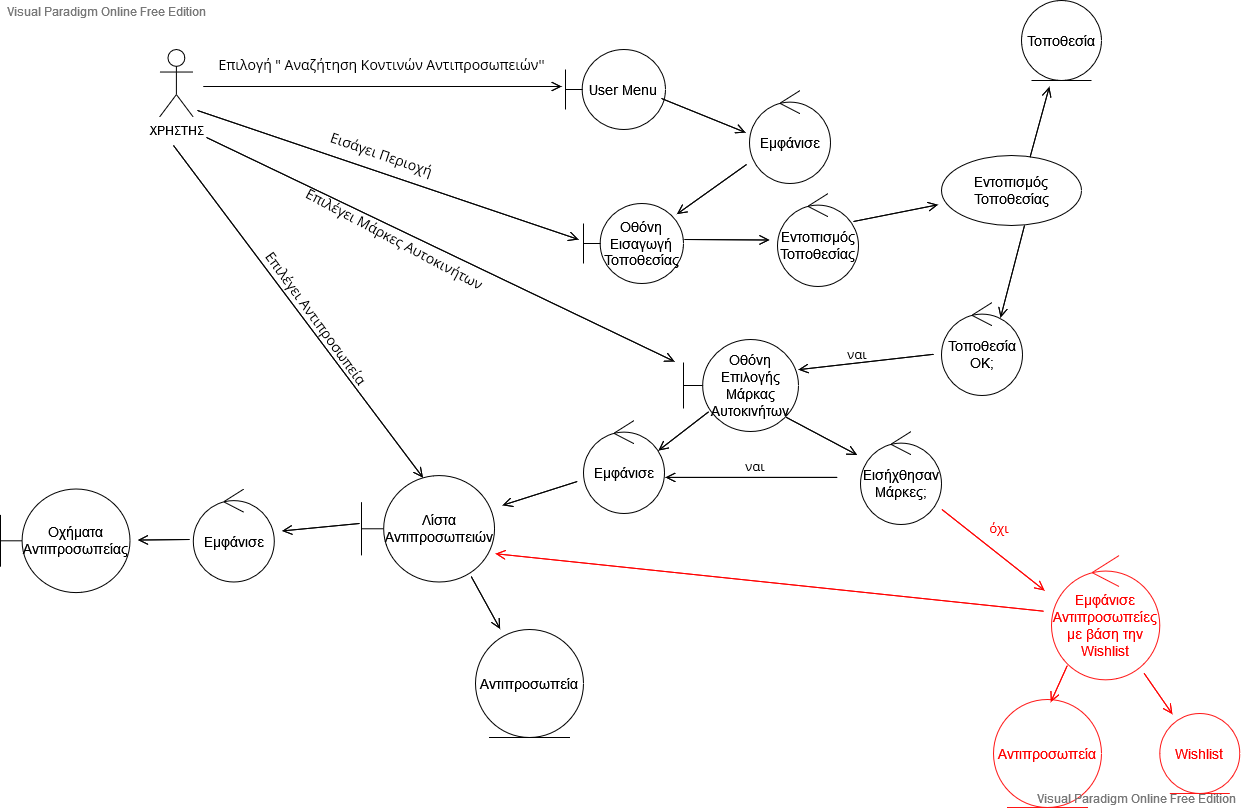 Visual Paradigm Online Free Edition
Τοποθεσία
Επιλογή " Αναζήτηση Κοντινών Αντιπροσωπειών"
User Menu
ΧΡΗΣΤΗΣ
Εμφάνισε
Εισάγει Περιοχή
Επιλέγει Μάρκες Αυτοκινήτων
Επιλέγει Αντιπροσωπεία
Εντοπισμός
Τοποθεσίας
Οθόνη
Εισαγωγή
Τοποθεσίας
Εντοπισμός
Τοποθεσίας
Τοποθεσία
ΟΚ;
ναι
Οθόνη
Επιλογής
Μάρκας
Αυτοκινήτων
Εμφάνισε
ναι
Εισήχθησαν
Μάρκες;
όχι
Λίστα
Αντιπροσωπειών
Εμφάνισε
Οχήματα
Αντιπροσωπείας
Εμφάνισε
Αντιπροσωπείες
με βάση την
Wishlist
Αντιπροσωπεία
Αντιπροσωπεία
Wishlist
Visual Paradigm Online Free Edition